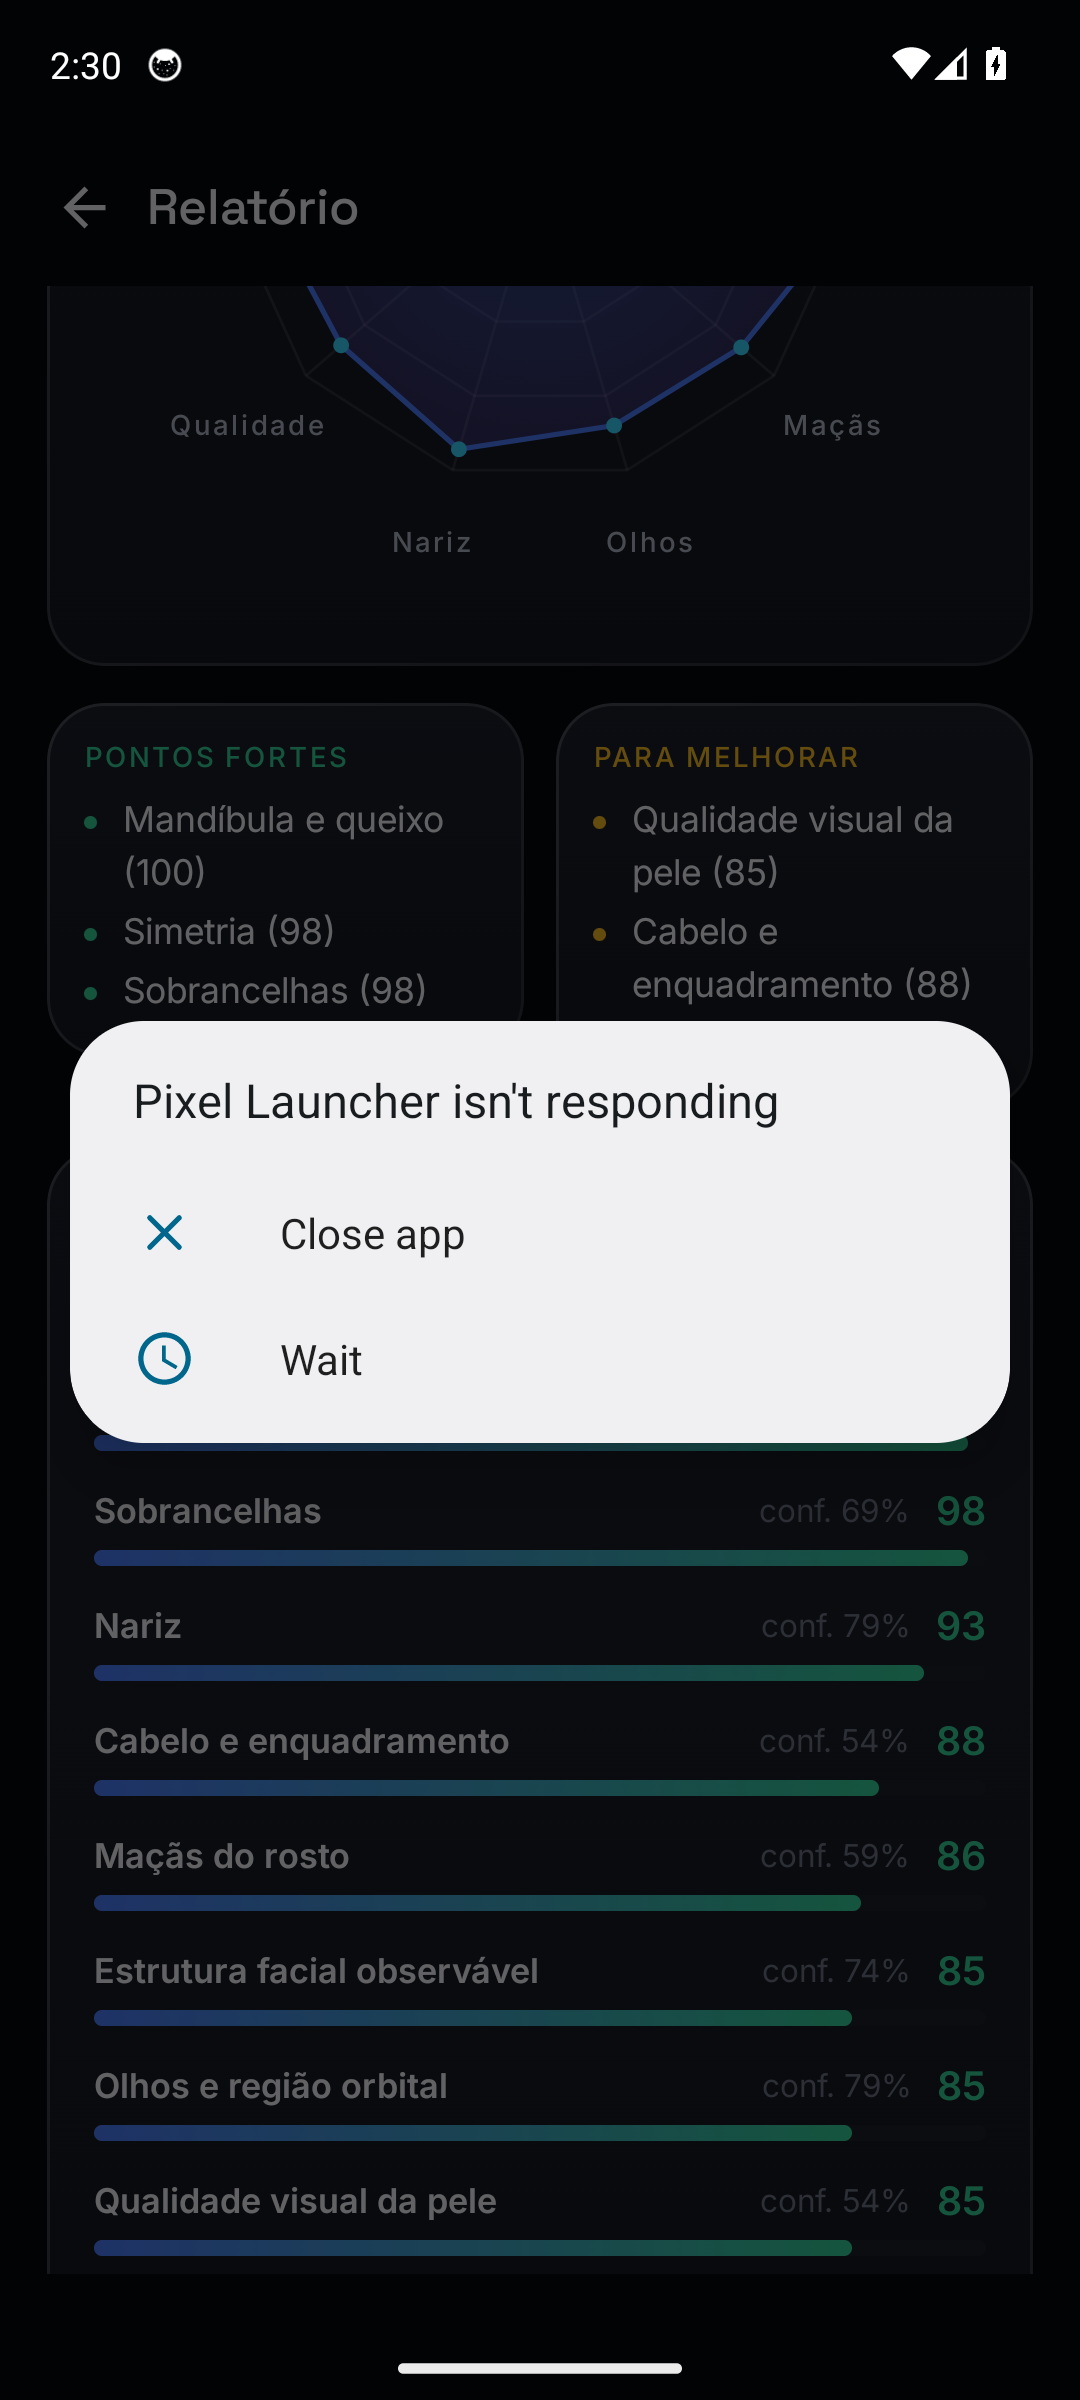 2:30
Relatório
Qualidade
Maçãs
Nariz
Olhos
PONTOS FORTES
Mandíbula e queixo
(100)
Simetria (98)
Sobrancelhas (98)
PARA MELHORAR
Qualidade visual da
pele (85)
Cabelo e
enquadramento (88)
Pixel Launcher isn't responding
Close app
Wait
Sobrancelhas conf. 69% 98
Nariz conf. 79% 93
Cabelo e enquadramento conf. 54% 88
Maçãs do rosto conf. 59% 86
Estrutura facial observável conf. 74% 85
Olhos e região orbital conf. 79% 85
Qualidade visual da pele conf. 54% 85